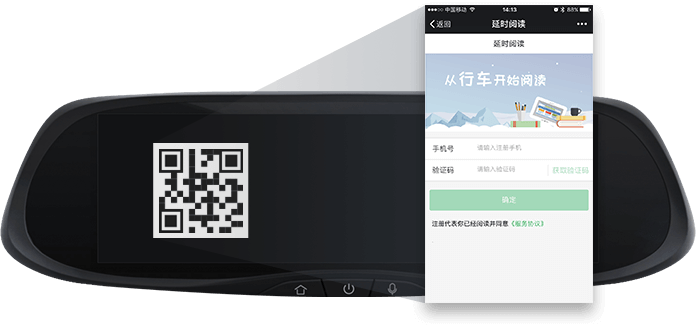 中国移动 14:13 88%
返回 延时阅读
延时阅读
从行车开始阅读
手机号 请输入注册手机
验证码 请输入验证码 获取验证码
确定
注册代表你已经阅读并同意《服务协议》